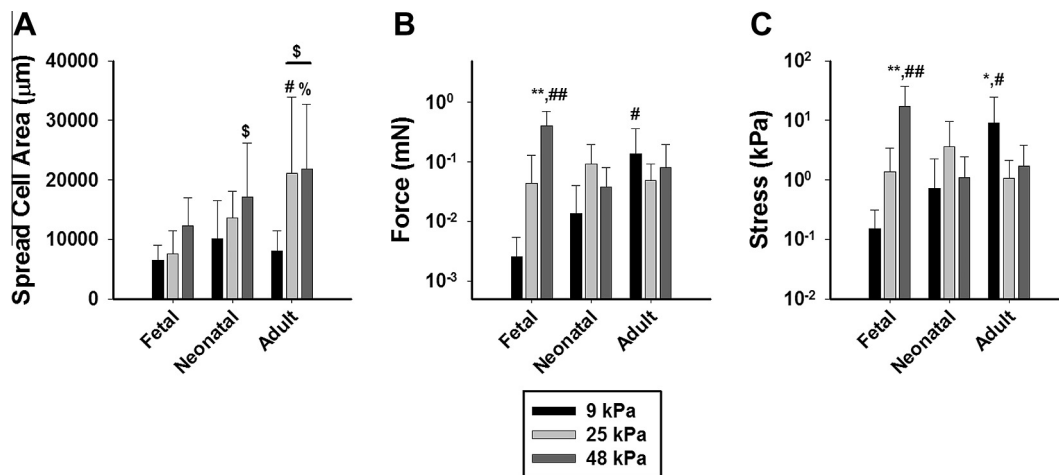 A
Spread Cell Area (μm)
40000
30000
20000
10000
0
$
# %
$
Fetal
Neonatal
Adult
B
Force (mN)
10⁰
10⁻¹
10⁻²
10⁻³
**,##
#
Fetal
Neonatal
Adult
C
Stress (kPa)
10²
10¹
10⁰
10⁻¹
10⁻²
**,##
*,#
Fetal
Neonatal
Adult
9 kPa
25 kPa
48 kPa